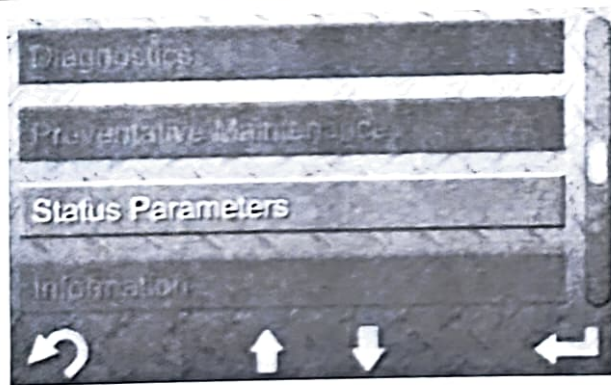 Diagnostics
Preventative Maintenance
Status Parameters
Information